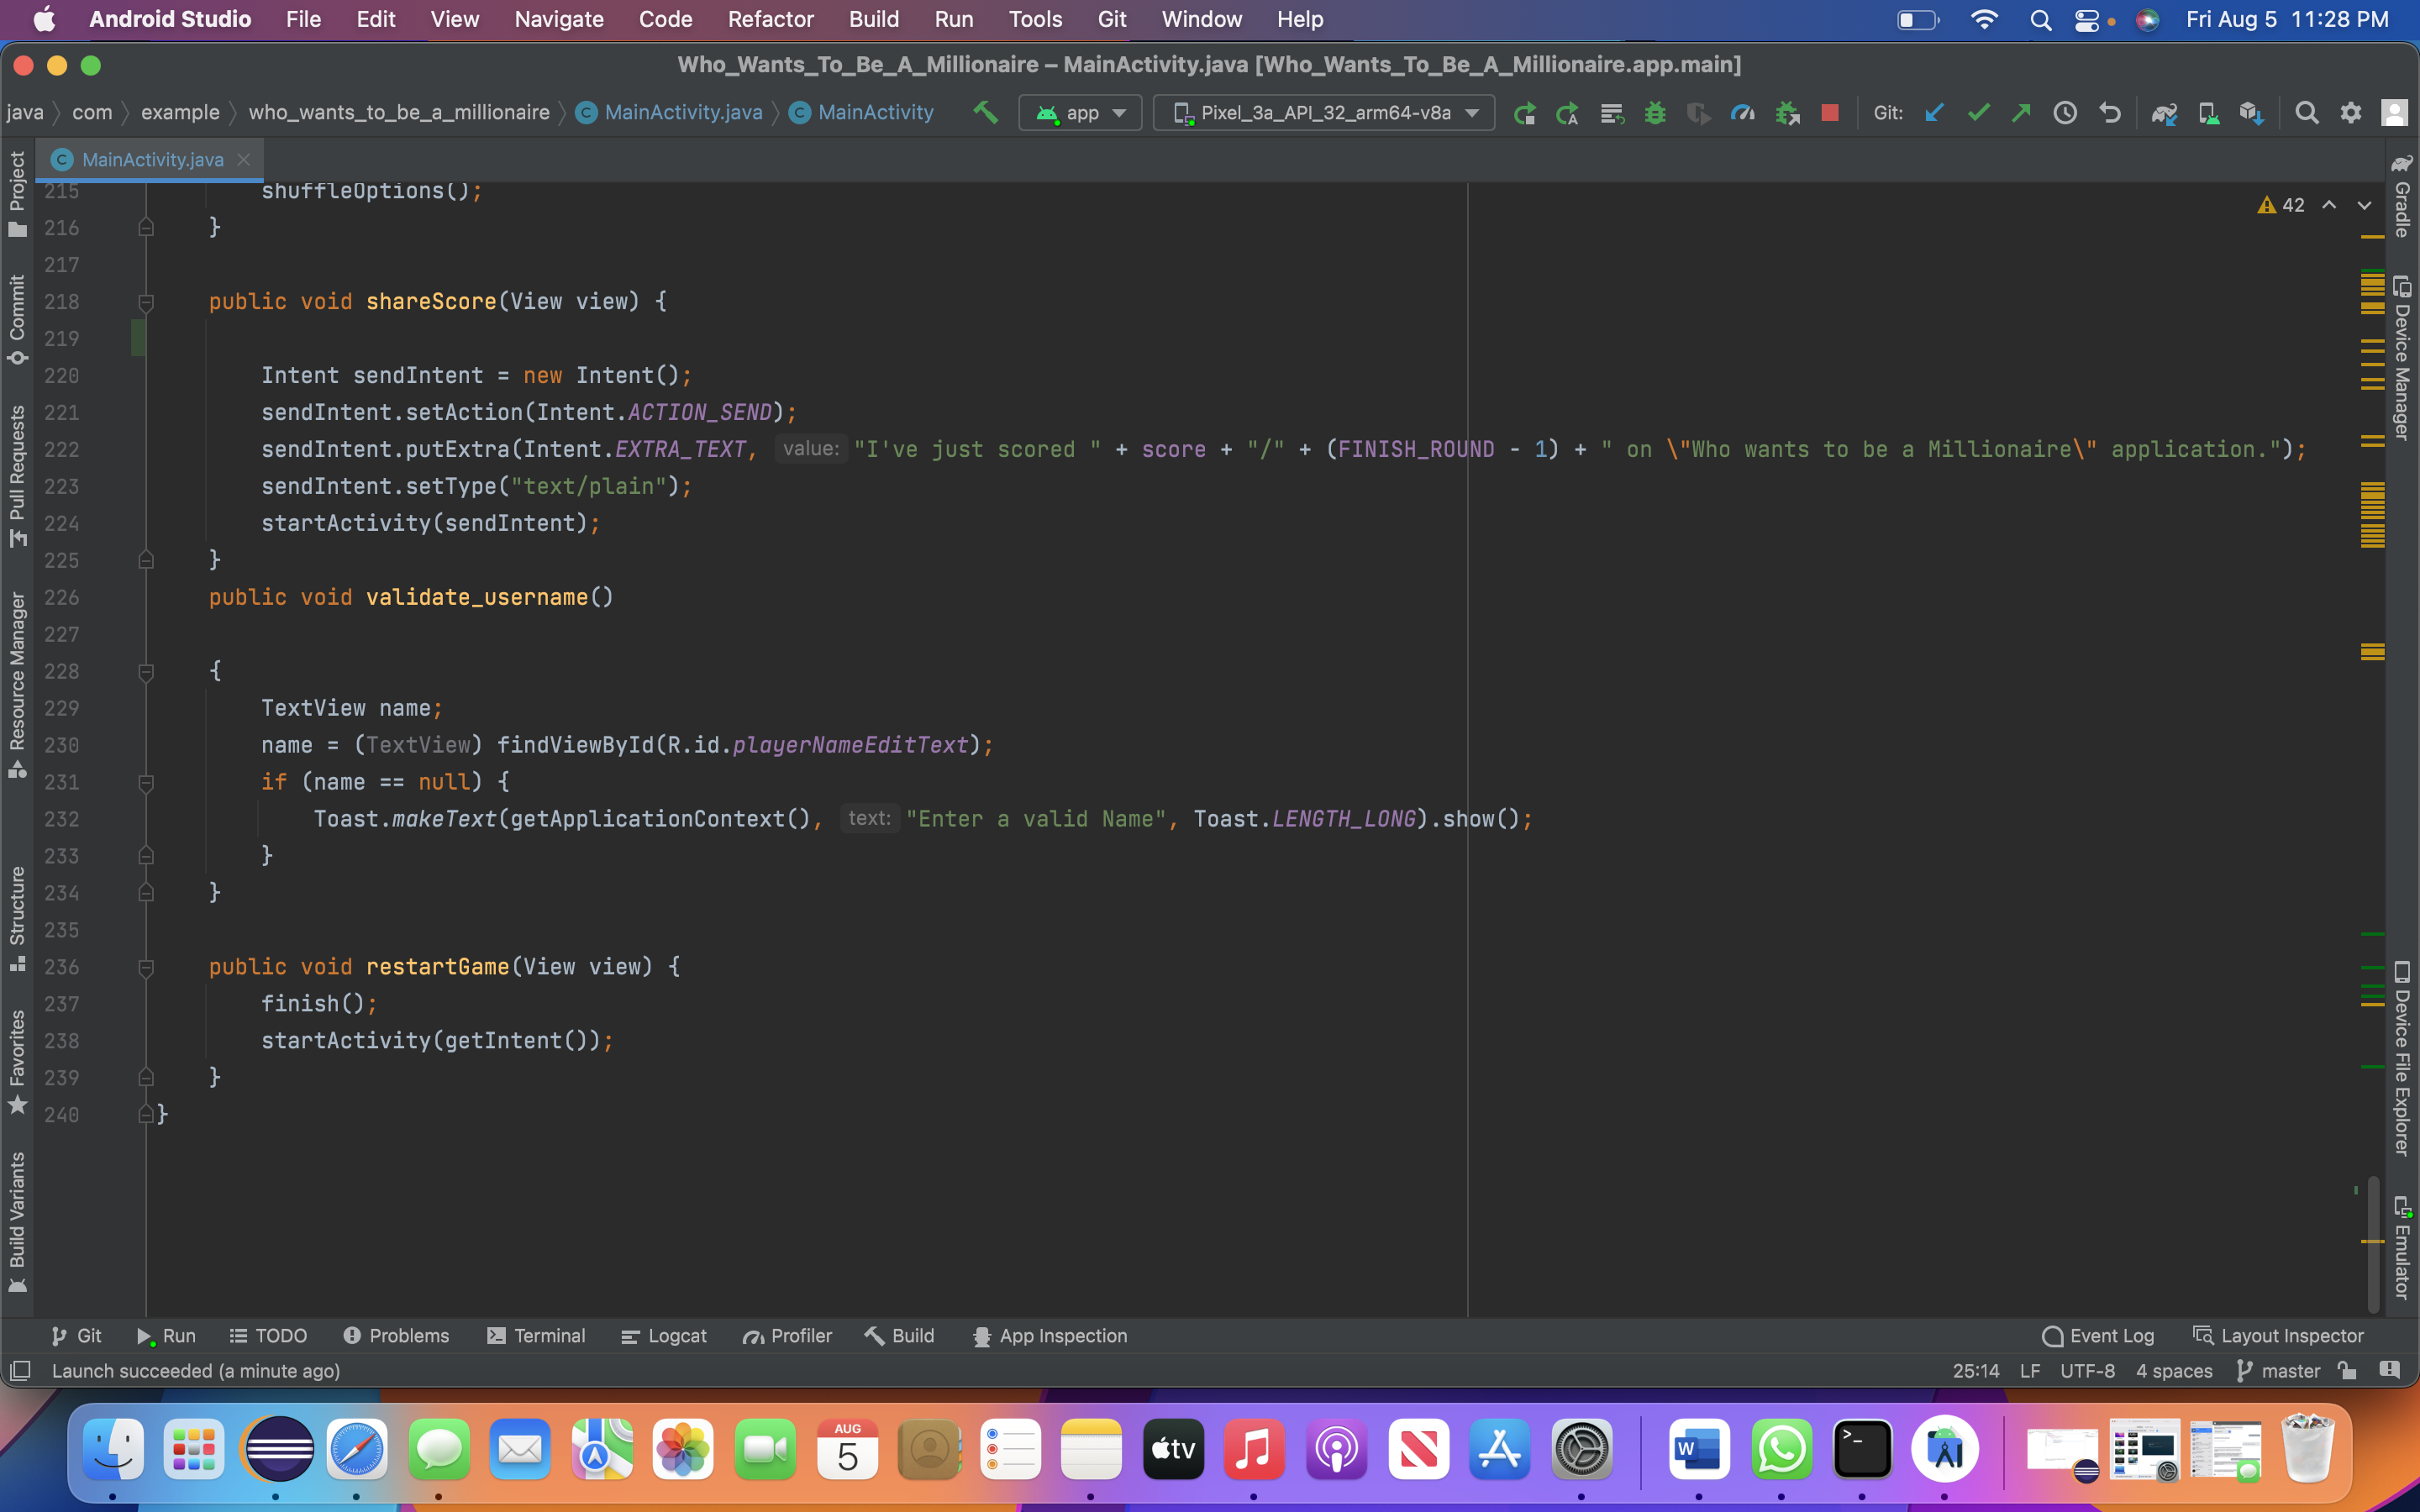 Android Studio File Edit View Navigate Code Refactor Build Run Tools Git Window Help Fri Aug 5 11:28 PM
Who_Wants_To_Be_A_Millionaire – MainActivity.java [Who_Wants_To_Be_A_Millionaire.app.main]
java com example who_wants_to_be_a_millionaire C MainActivity.java C MainActivity app Pixel_3a_API_32_arm64-v8a Git:
C MainActivity.java
215 shuffleOptions();
42
216 }
217
218 public void shareScore(View view) {
219
220 Intent sendIntent = new Intent();
221 sendIntent.setAction(Intent.ACTION_SEND);
222 sendIntent.putExtra(Intent.EXTRA_TEXT, value: "I've just scored " + score + "/" + (FINISH_ROUND - 1) + " on \"Who wants to be a Millionaire\" application.");
223 sendIntent.setType("text/plain");
224 startActivity(sendIntent);
225 }
226 public void validate_username()
227
228 {
229 TextView name;
230 name = (TextView) findViewById(R.id.playerNameEditText);
231 if (name == null) {
232 Toast.makeText(getApplicationContext(), text: "Enter a valid Name", Toast.LENGTH_LONG).show();
233 }
234 }
235
236 public void restartGame(View view) {
237 finish();
238 startActivity(getIntent());
239 }
240 }
Project
Commit
Pull Requests
Resource Manager
Structure
Favorites
Build Variants
Gradle
Device Manager
Device File Explorer
Emulator
Git Run TODO Problems Terminal Logcat Profiler Build App Inspection Event Log Layout Inspector
Launch succeeded (a minute ago) 25:14 LF UTF-8 4 spaces master
AUG
5
tv
W